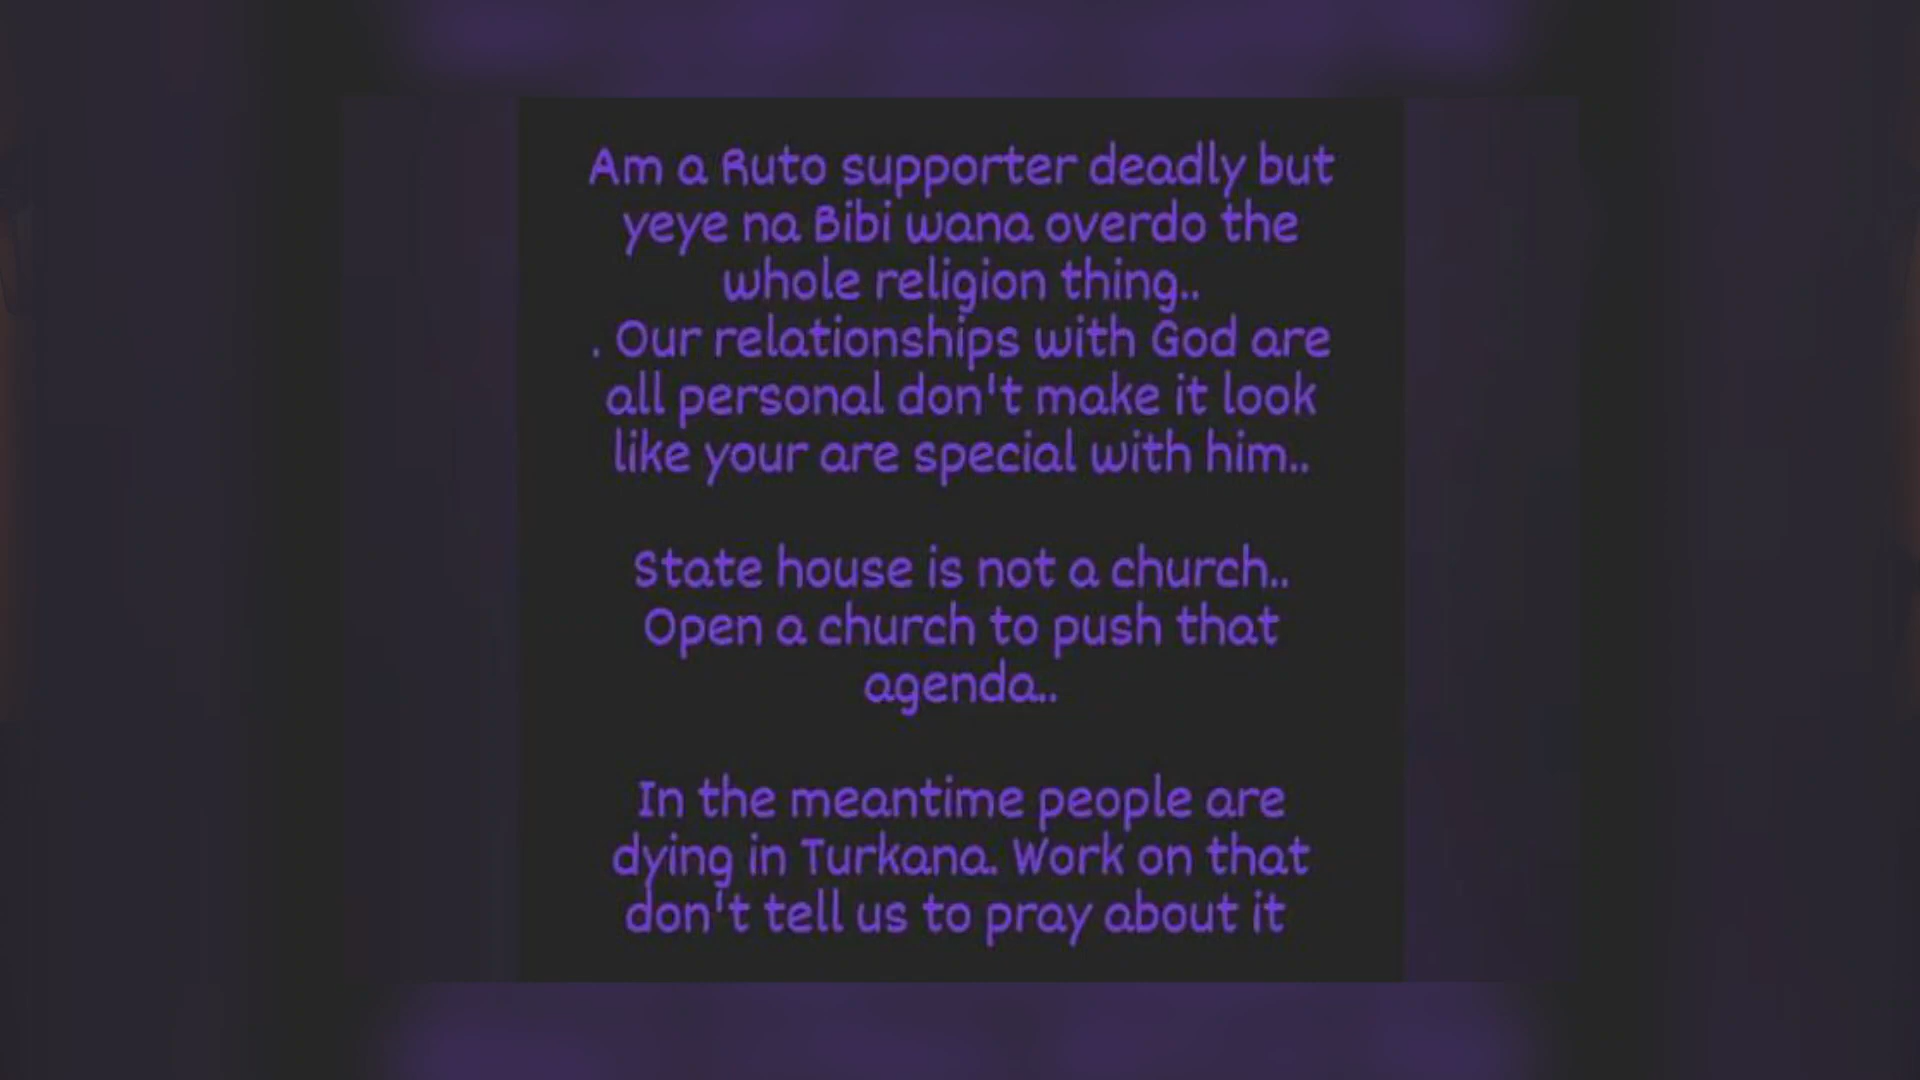 Am a Ruto supporter deadly but
yeye na Bibi wana overdo the
whole religion thing..
. Our relationships with God are
all personal don't make it look
like your are special with him..
State house is not a church..
Open a church to push that
agenda..
In the meantime people are
dying in Turkana. Work on that
don't tell us to pray about it